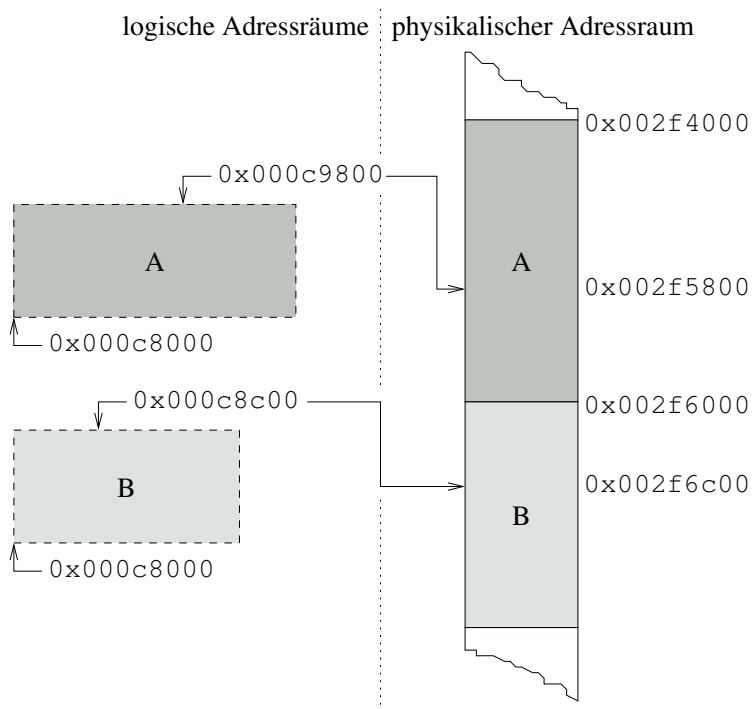 logische Adressräume
physikalischer Adressraum
0x002f4000
0x000c9800
A
A
0x002f5800
0x000c8000
0x000c8c00
0x002f6000
B
0x002f6c00
B
0x000c8000